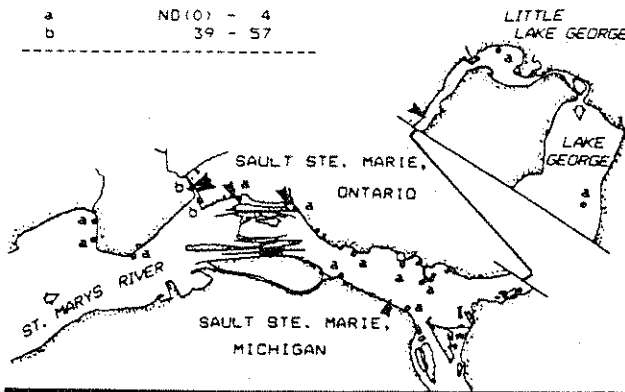 a ND(0) - 4
b 39 - 57
LITTLE
LAKE GEORGE
a
LAKE
GEORGE
a
SAULT STE. MARIE,
ONTARIO
b
a
a
b
a
a
a
a
a
a
a
a
ST. MARYS RIVER
SAULT STE. MARIE,
MICHIGAN
a